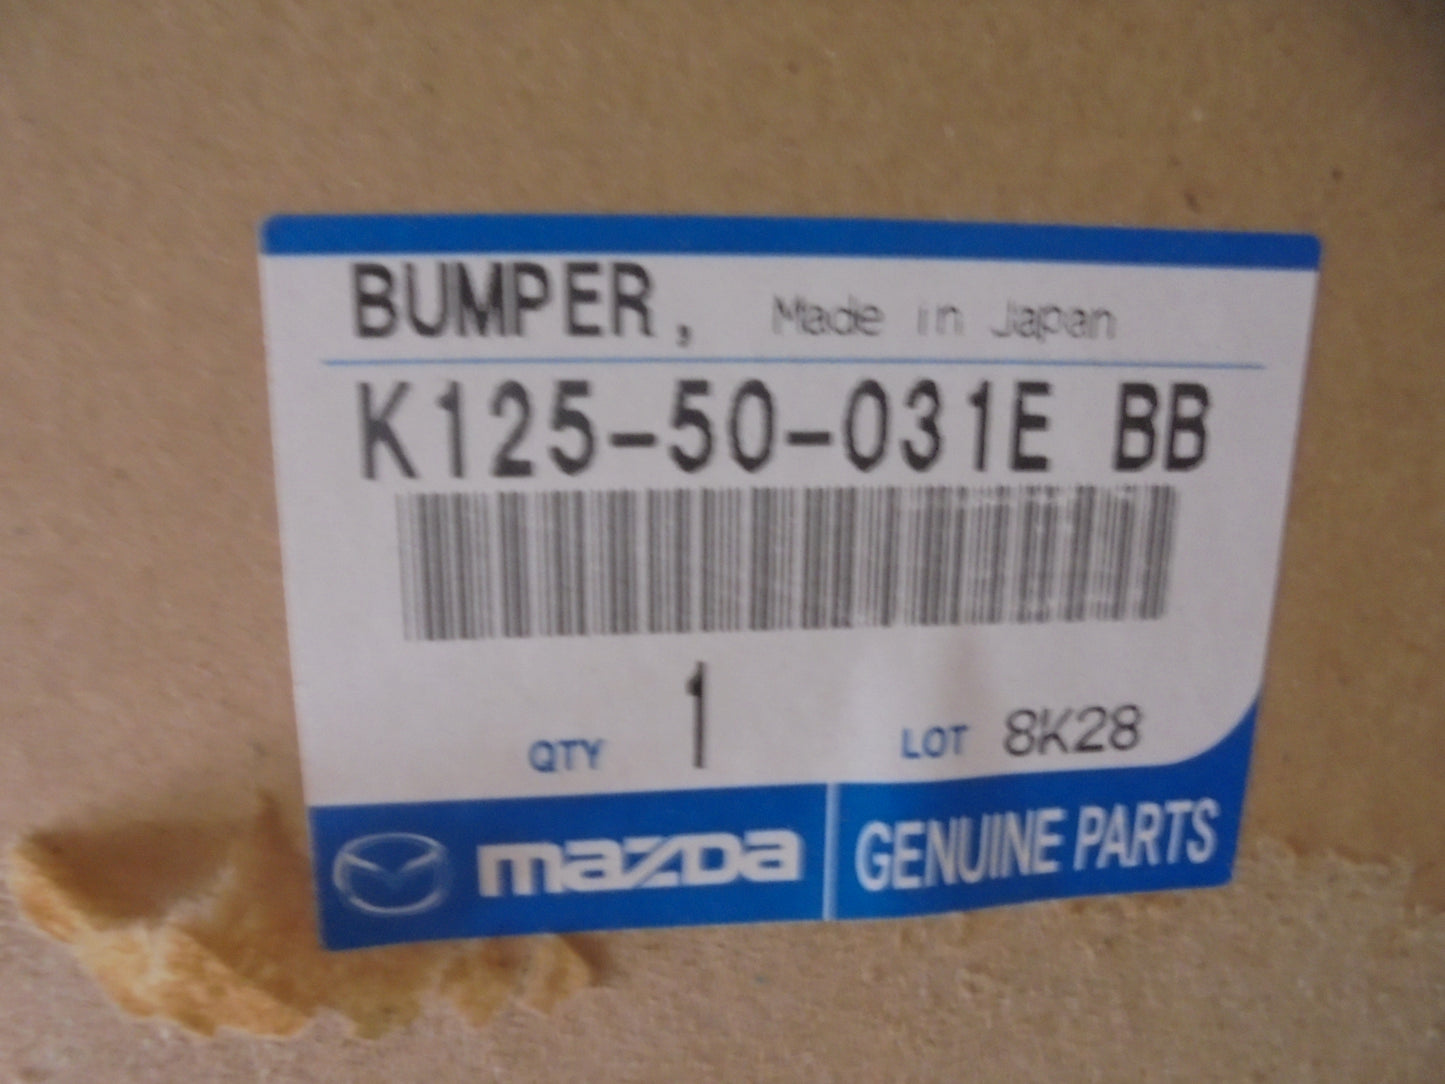 BUMPER, Made in Japan
K125-50-031E BB
QTY 1 LOT 8K28
mazda GENUINE PARTS